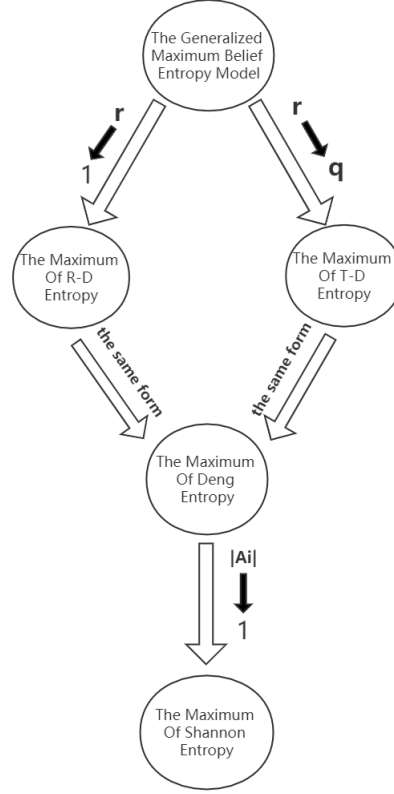 The Generalized
Maximum Belief
Entropy Model
r
1
r
q
The Maximum
Of R-D
Entropy
The Maximum
Of T-D
Entropy
the same form
the same form
The Maximum
Of Deng
Entropy
|Ai|
1
The Maximum
Of Shannon
Entropy